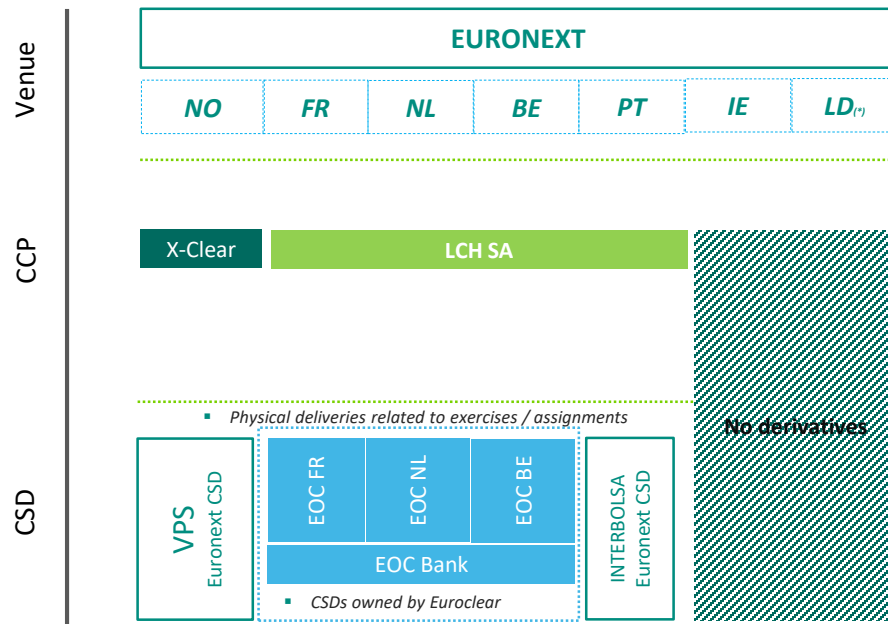 Venue
EURONEXT
NO FR NL BE PT IE LD(*)
CCP
X-Clear
LCH SA
▪ Physical deliveries related to exercises / assignments
No derivatives
CSD
VPS
Euronext CSD
EOC FR
EOC NL
EOC BE
EOC Bank
▪ CSDs owned by Euroclear
INTERBOLSA
Euronext CSD